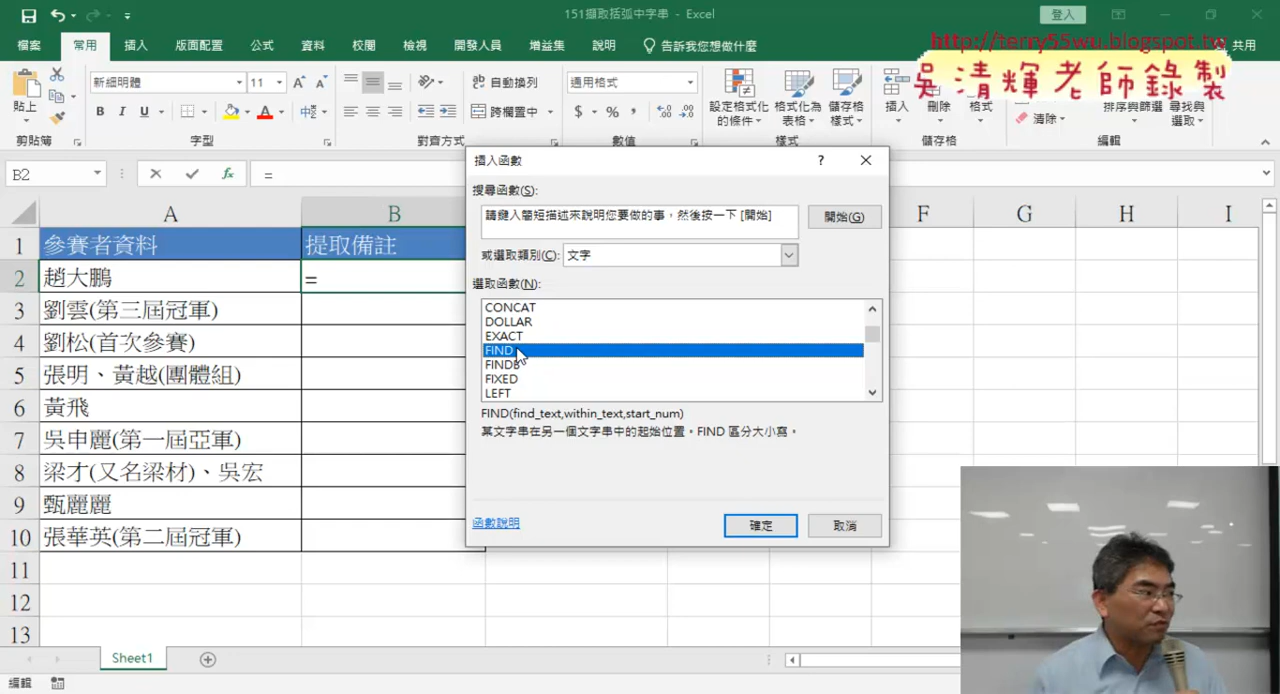 151擷取括弧中字串 - Excel
登入
檔案 常用 插入 版面配置 公式 資料 校閱 檢視 開發人員 增益集 說明 告訴我您想做什麼 共用
http://terry55wu.blogspot.tw
吳清輝老師錄製
新細明體 11 自動換列 通用格式
貼上 B I U 中 跨欄置中 $ % 設定格式化的條件 格式化為表格 儲存格樣式 插入 刪除 格式 清除 排序與篩選 尋找與選取
剪貼簿 字型 對齊方式 數值 樣式 儲存格 編輯
B2 fx =
A B F G H I
1 參賽者資料 提取備註
2 趙大鵬 =
3 劉雲(第三屆冠軍)
4 劉松(首次參賽)
5 張明、黃越(團體組)
6 黃飛
7 吳申麗(第一屆亞軍)
8 梁才(又名梁材)、吳宏
9 甄麗麗
10 張華英(第二屆冠軍)
11
12
13
插入函數 ?
搜尋函數(S):
請鍵入簡短描述來說明您要做的事，然後按一下 [開始]
開始(G)
或選取類別(C): 文字
選取函數(N):
CONCAT
DOLLAR
EXACT
FIND
FINDB
FIXED
LEFT
FIND(find_text,within_text,start_num)
某文字串在另一個文字串中的起始位置。FIND 區分大小寫。
函數說明
確定 取消
Sheet1
編輯